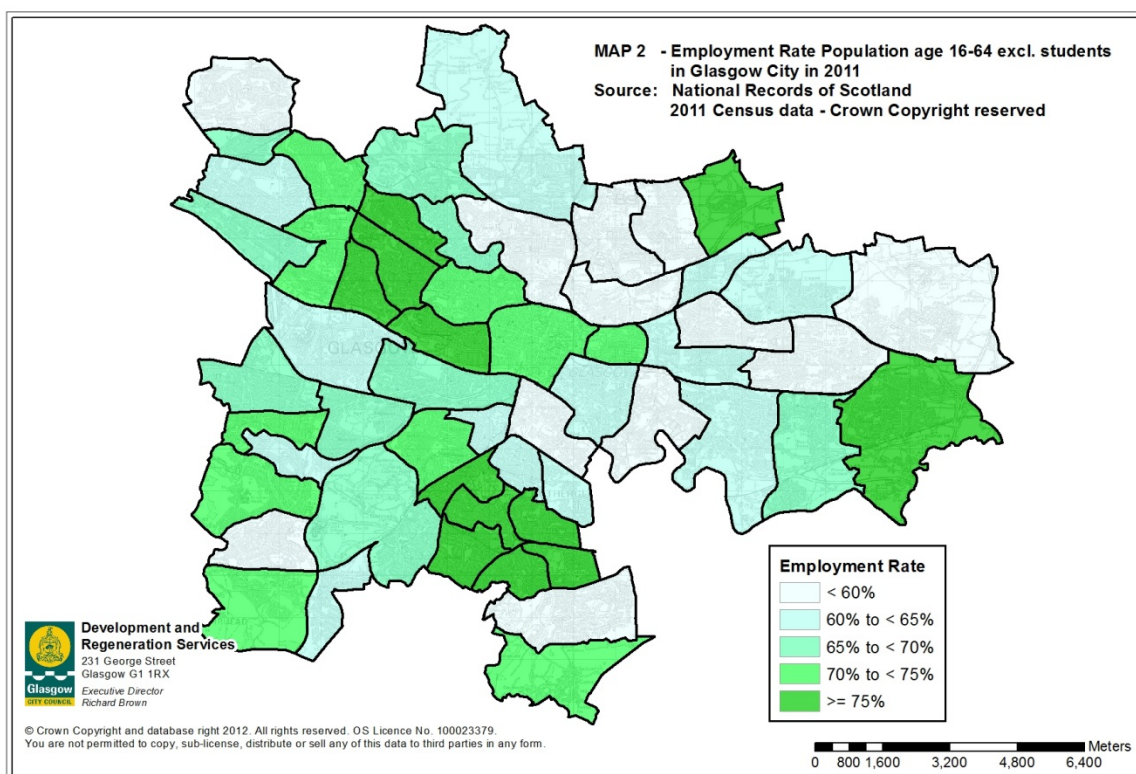 MAP 2 - Employment Rate Population age 16-64 excl. students
in Glasgow City in 2011
Source: National Records of Scotland
2011 Census data - Crown Copyright reserved
GLASGOW
Employment Rate
< 60%
60% to < 65%
65% to < 70%
70% to < 75%
>= 75%
Development and
Regeneration Services
231 George Street
Glasgow G1 1RX
Executive Director
Richard Brown
Glasgow
CITY COUNCIL
© Crown Copyright and database right 2012. All rights reserved. OS Licence No. 100023379.
You are not permitted to copy, sub-license, distribute or sell any of this data to third parties in any form.
Meters
0 800 1,600 3,200 4,800 6,400